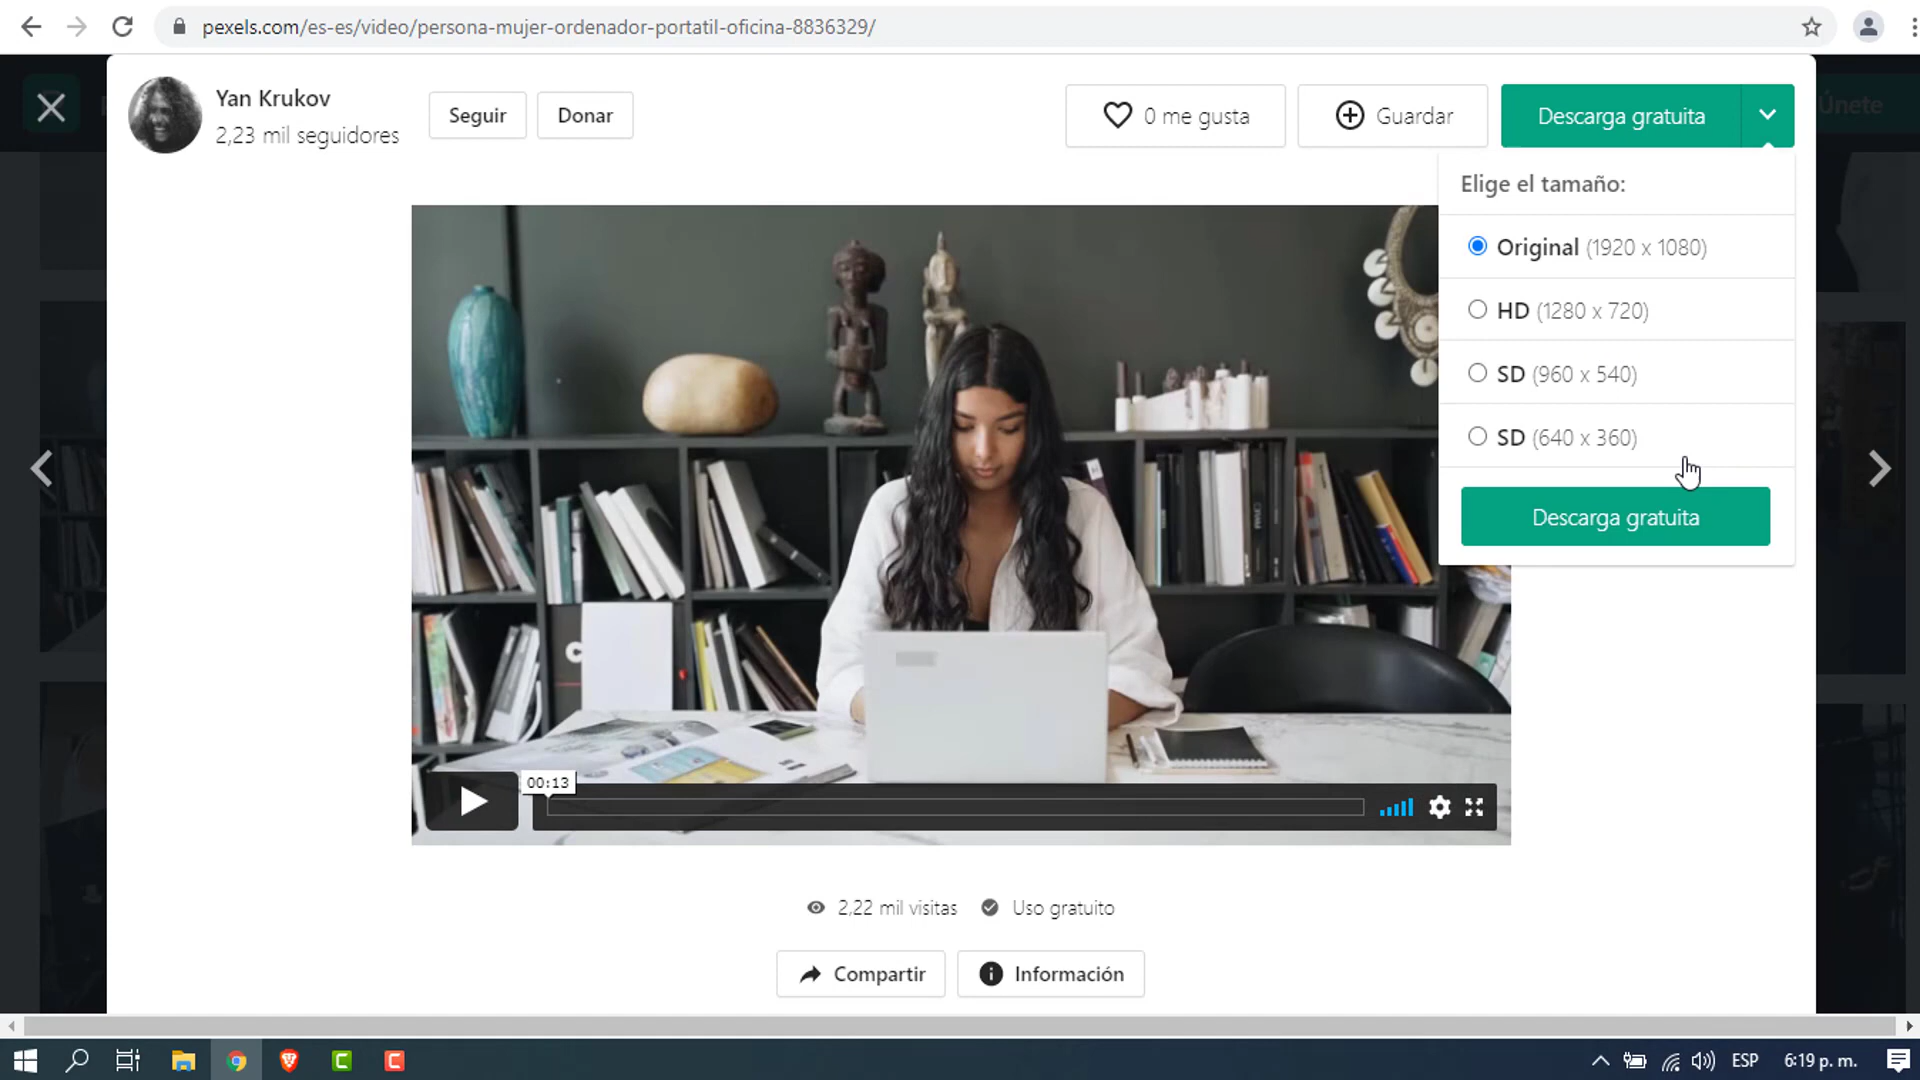 pexels.com/es-es/video/persona-mujer-ordenador-portatil-oficina-8836329/
Únete
Yan Krukov
2,23 mil seguidores
Seguir
Donar
0 me gusta
Guardar
Descarga gratuita
Elige el tamaño:
Original (1920 x 1080)
HD (1280 x 720)
SD (960 x 540)
SD (640 x 360)
Descarga gratuita
00:13
2,22 mil visitas
Uso gratuito
Compartir
Información
ESP
6:19 p. m.